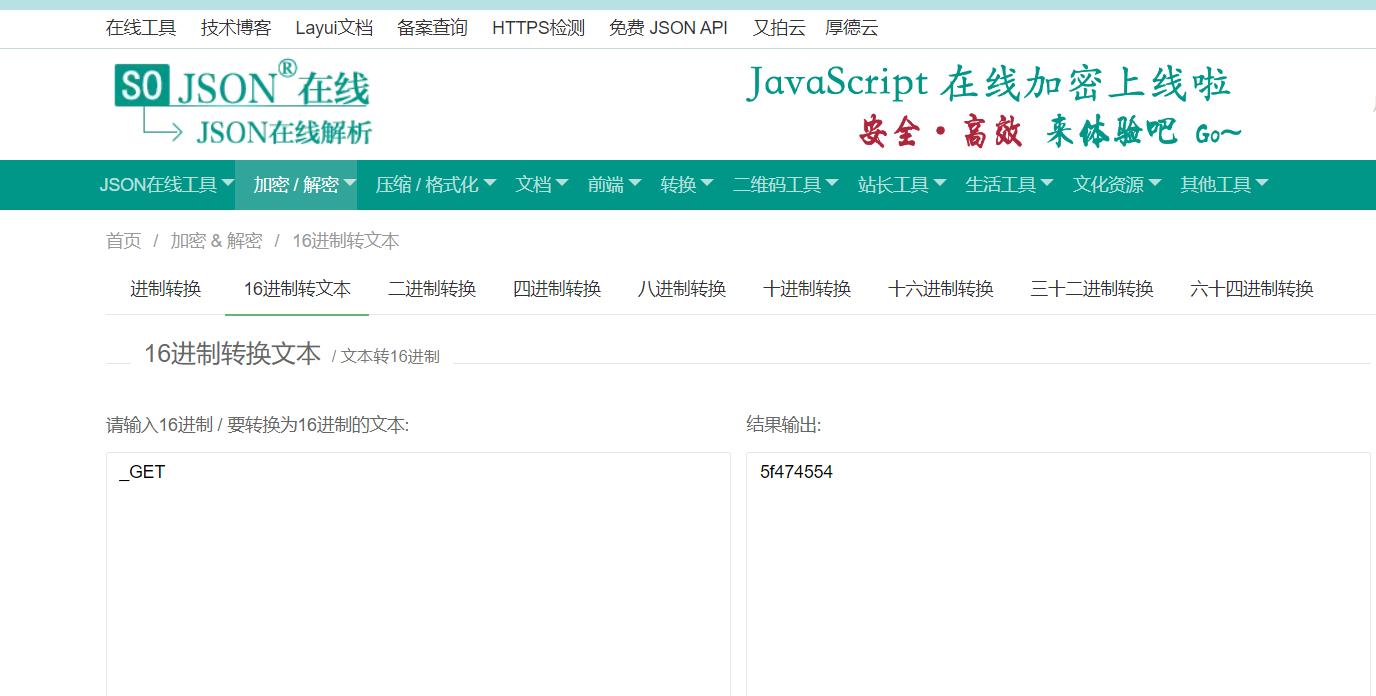 在线工具 技术博客 Layui文档 备案查询 HTTPS检测 免费 JSON API 又拍云 厚德云
SO JSON® 在线
JSON在线解析
JavaScript 在线加密上线啦
安全·高效 来体验吧 Go~
JSON在线工具 加密 / 解密 压缩 / 格式化 文档 前端 转换 二维码工具 站长工具 生活工具 文化资源 其他工具
首页 / 加密 & 解密 / 16进制转文本
进制转换 16进制转文本 二进制转换 四进制转换 八进制转换 十进制转换 十六进制转换 三十二进制转换 六十四进制转换
16进制转换文本 / 文本转16进制
请输入16进制 / 要转换为16进制的文本:
结果输出:
_GET
5f474554